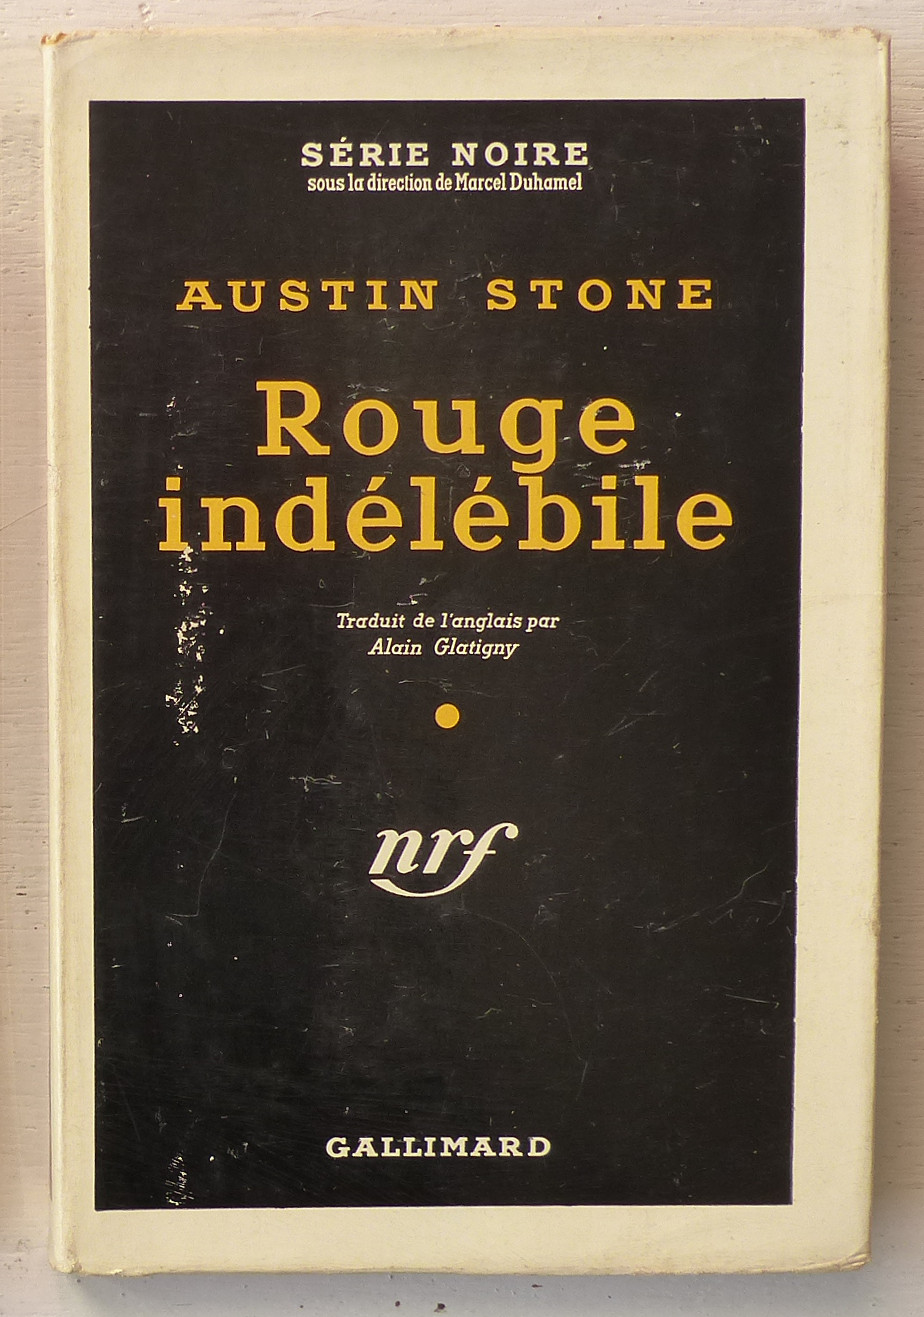 SÉRIE NOIRE
sous la direction de Marcel Duhamel
AUSTIN STONE
Rouge
indélébile
Traduit de l'anglais par
Alain Glatigny
nrf
GALLIMARD